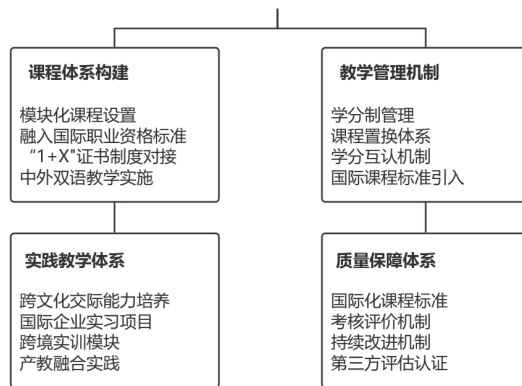 课程体系构建
模块化课程设置
融入国际职业资格标准
“1+X"证书制度对接
中外双语教学实施
教学管理机制
学分制管理
课程置换体系
学分互认机制
国际课程标准引入
实践教学体系
跨文化交际能力培养
国际企业实习项目
跨境实训模块
产教融合实践
质量保障体系
国际化课程标准
考核评价机制
持续改进机制
第三方评估认证